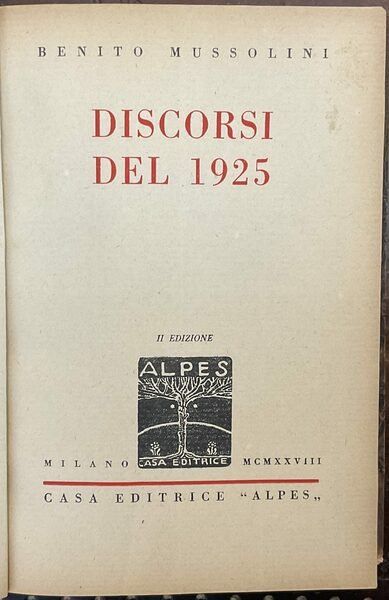 BENITO MUSSOLINI
DISCORSI
DEL 1925
II EDIZIONE
ALPES
CASA EDITRICE
MILANO MCMXXVIII
CASA EDITRICE "ALPES„